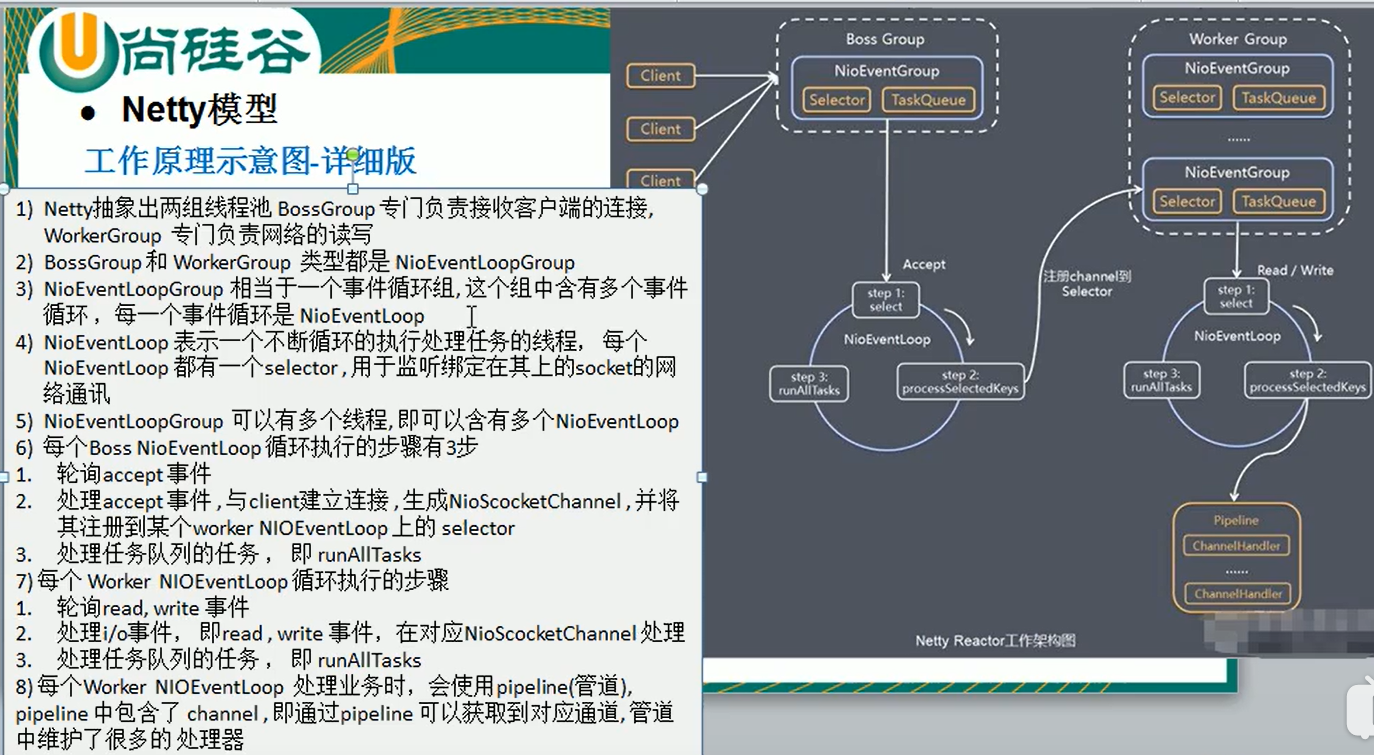 尚硅谷
● Netty模型
工作原理示意图-详细版
1) Netty抽象出两组线程池 BossGroup 专门负责接收客户端的连接,
WorkerGroup 专门负责网络的读写
2) BossGroup 和 WorkerGroup 类型都是 NioEventLoopGroup
3) NioEventLoopGroup 相当于一个事件循环组, 这个组中含有多个事件
循环 ，每一个事件循环是 NioEventLoop
4) NioEventLoop 表示一个不断循环的执行处理任务的线程， 每个
NioEventLoop 都有一个selector , 用于监听绑定在其上的socket的网
络通讯
5) NioEventLoopGroup 可以有多个线程, 即可以含有多个NioEventLoop
6) 每个Boss NioEventLoop 循环执行的步骤有3步
1. 轮询accept 事件
2. 处理accept 事件 , 与client建立连接 , 生成NioScocketChannel , 并将
其注册到某个worker NIOEventLoop 上的 selector
3. 处理任务队列的任务 ， 即 runAllTasks
7) 每个 Worker NIOEventLoop 循环执行的步骤
1. 轮询read, write 事件
2. 处理i/o事件， 即read , write 事件，在对应NioScocketChannel 处理
3. 处理任务队列的任务 ， 即 runAllTasks
8) 每个Worker NIOEventLoop 处理业务时，会使用pipeline(管道),
pipeline 中包含了 channel , 即通过pipeline 可以获取到对应通道, 管道
中维护了很多的 处理器
Client
Client
Client
Boss Group
NioEventGroup
Selector TaskQueue
Accept
step 1:
select
NioEventLoop
step 2:
processSelectedKeys
step 3:
runAllTasks
注册channel到
Selector
Worker Group
NioEventGroup
Selector TaskQueue
......
NioEventGroup
Selector TaskQueue
Read / Write
step 1:
select
NioEventLoop
step 2:
processSelectedKeys
step 3:
runAllTasks
Pipeline
ChannelHandler
......
ChannelHandler
Netty Reactor工作架构图